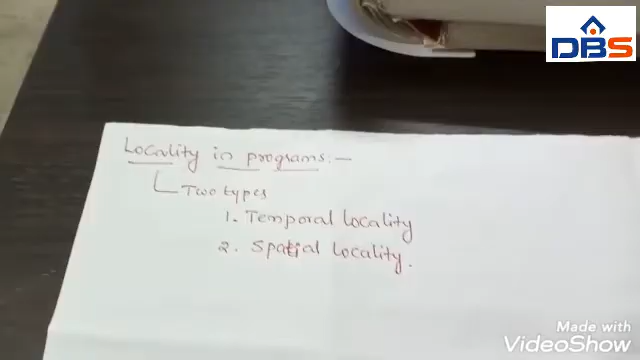 DBS
Locality in programs:-
Two types
1. Temporal locality
2. Spatial locality.
Made with
VideoShow